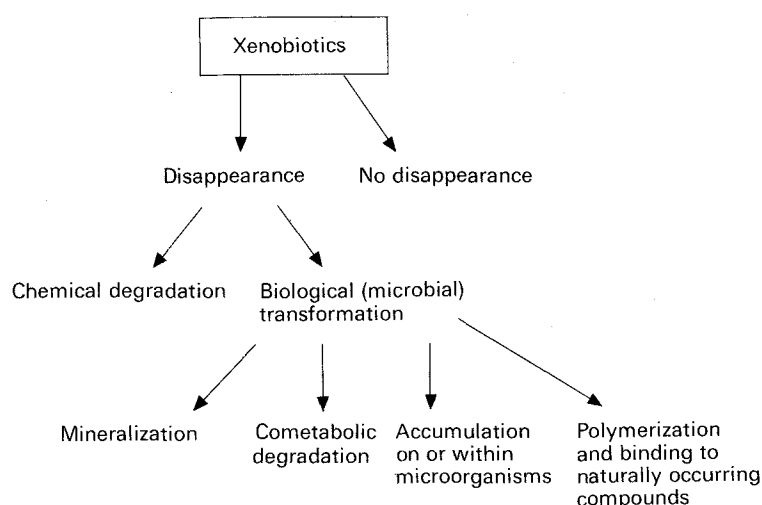 Xenobiotics
Disappearance
No disappearance
Chemical degradation
Biological (microbial)
transformation
Mineralization
Cometabolic
degradation
Accumulation
on or within
microorganisms
Polymerization
and binding to
naturally occurring
compounds